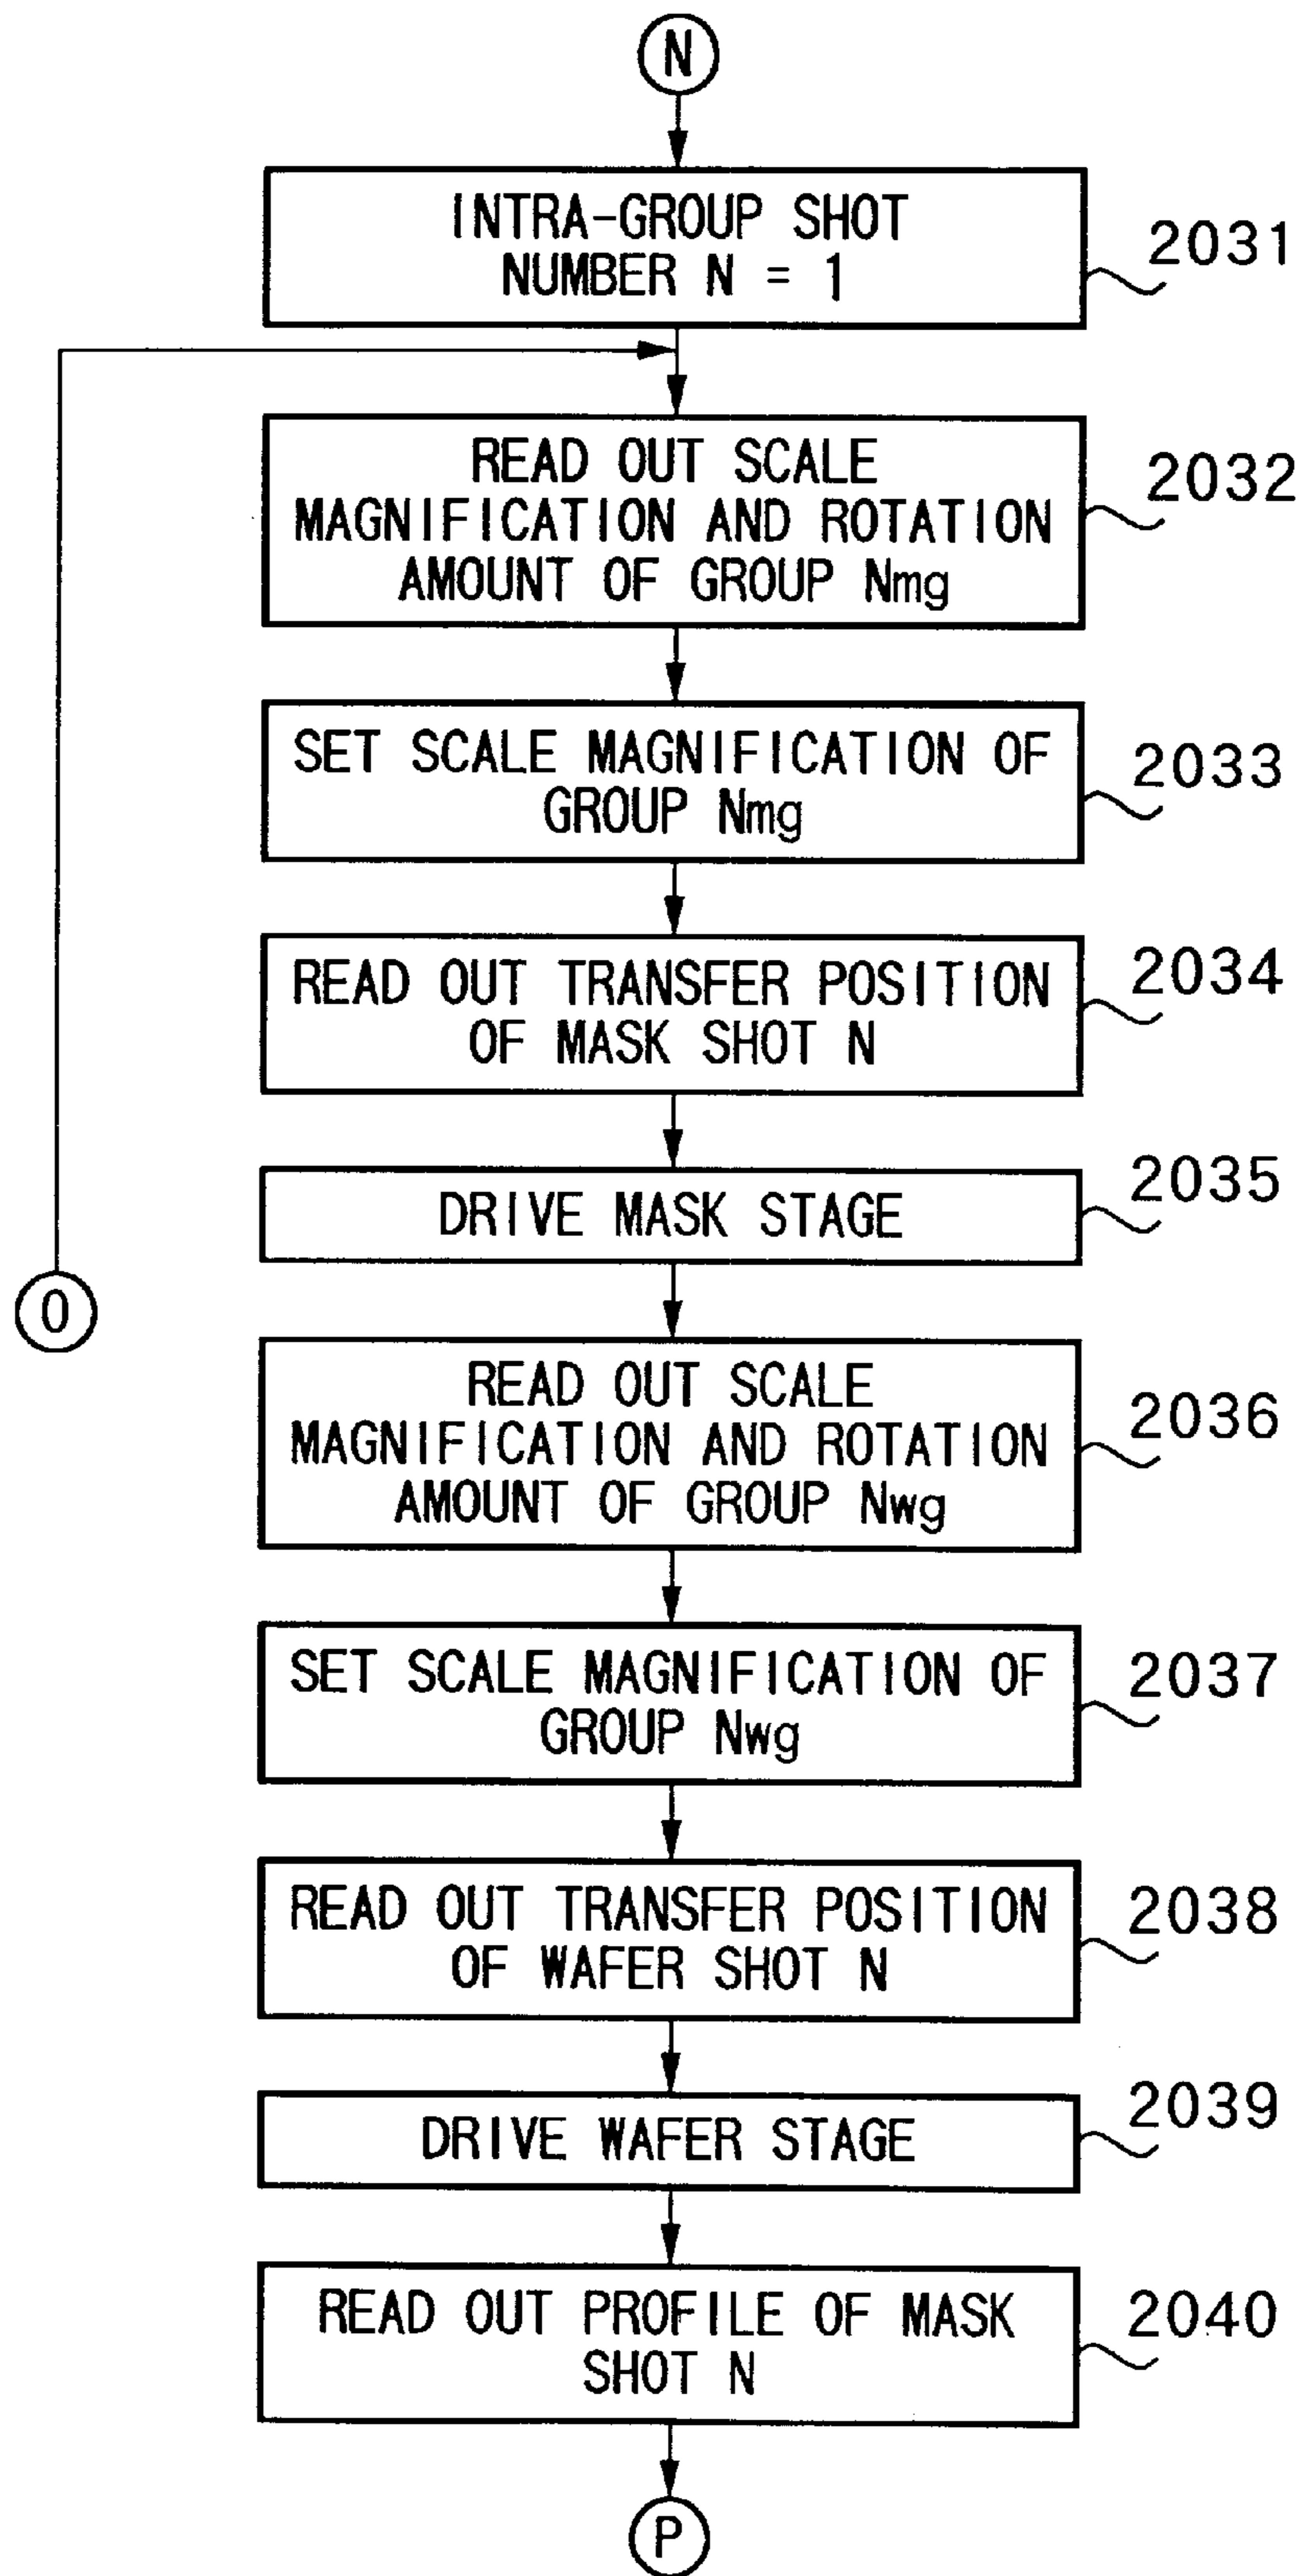 N
INTRA-GROUP SHOT
NUMBER N = 1
2031
READ OUT SCALE
MAGNIFICATION AND ROTATION
AMOUNT OF GROUP Nmg
2032
SET SCALE MAGNIFICATION OF
GROUP Nmg
2033
READ OUT TRANSFER POSITION
OF MASK SHOT N
2034
DRIVE MASK STAGE
2035
O
READ OUT SCALE
MAGNIFICATION AND ROTATION
AMOUNT OF GROUP Nwg
2036
SET SCALE MAGNIFICATION OF
GROUP Nwg
2037
READ OUT TRANSFER POSITION
OF WAFER SHOT N
2038
DRIVE WAFER STAGE
2039
READ OUT PROFILE OF MASK
SHOT N
2040
P